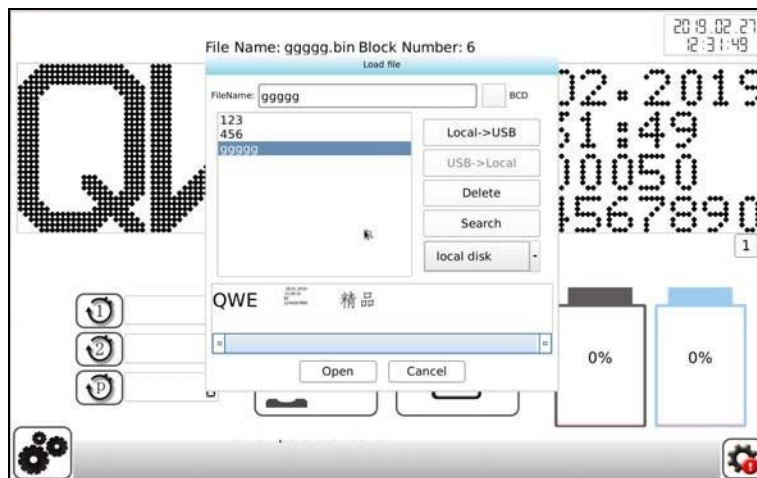 2019.02.27
12:31:49
File Name: ggggg.bin Block Number: 6
Load file
FileName: ggggg
BCD
123
456
ggggg
Local->USB
USB->Local
Delete
Search
local disk
QWE
精品
Open
Cancel
02.2019
:49
00050
4567890
1
1
2
p
0%
0%